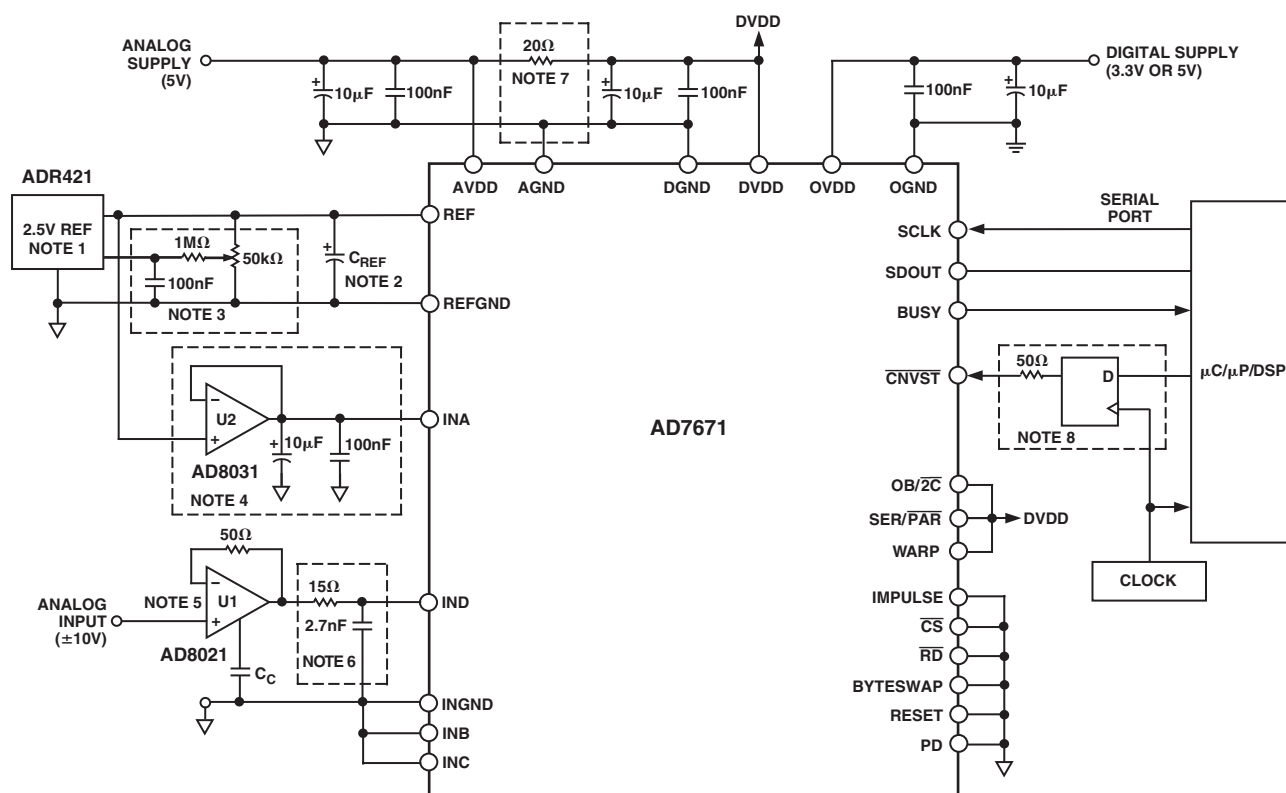 ANALOG
SUPPLY
(5V)
20Ω
NOTE 7
DVDD
DIGITAL SUPPLY
(3.3V OR 5V)
+
10μF
100nF
+
10μF
100nF
100nF
+
10μF
AVDD
AGND
DGND
DVDD
OVDD
OGND
ADR421
2.5V REF
NOTE 1
1MΩ
50kΩ
100nF
NOTE 3
+
CREF
NOTE 2
REF
REFGND
SERIAL
PORT
SCLK
SDOUT
BUSY
CNVST
50Ω
D
NOTE 8
μC/μP/DSP
−
U2
+
AD8031
+
10μF
100nF
NOTE 4
INA
AD7671
OB/2C
SER/PAR
WARP
DVDD
CLOCK
50Ω
−
NOTE 5
U1
+
ANALOG
INPUT
(±10V)
AD8021
CC
15Ω
2.7nF
NOTE 6
IND
INGND
INB
INC
IMPULSE
CS
RD
BYTESWAP
RESET
PD